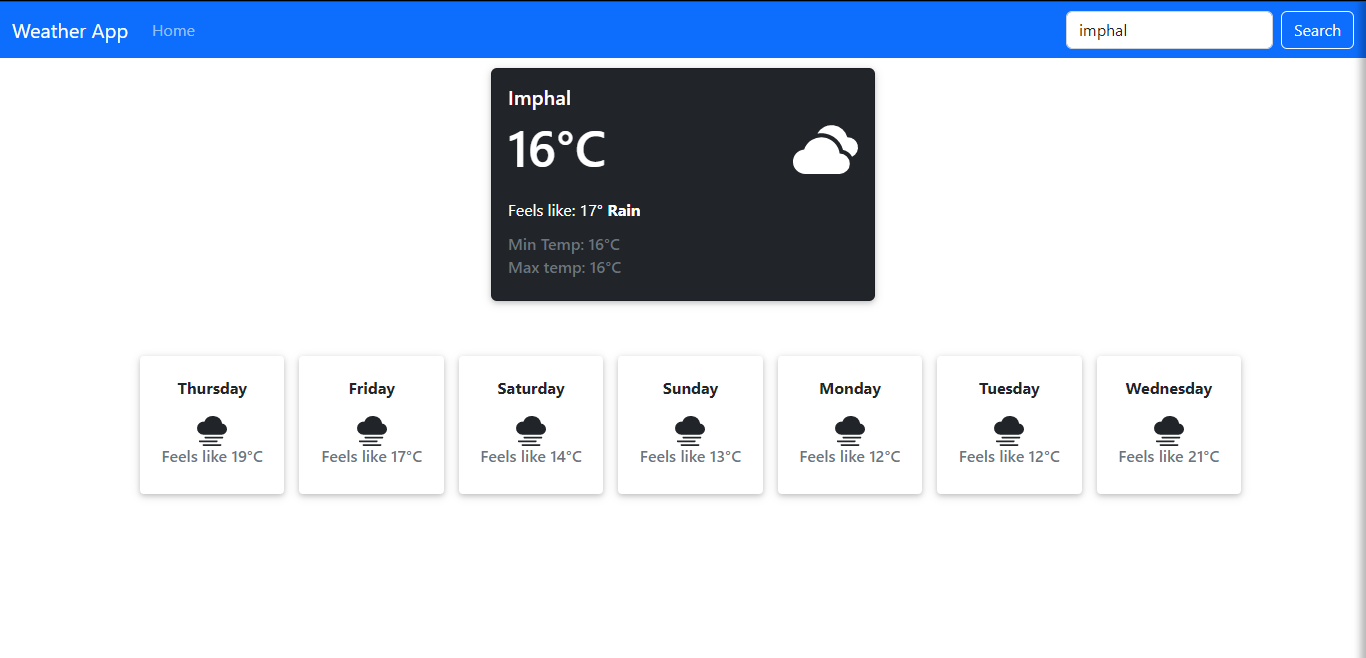 Weather App Home imphal Search
Imphal
16°C
Feels like: 17° Rain
Min Temp: 16°C
Max temp: 16°C
Thursday Friday Saturday Sunday Monday Tuesday Wednesday
Feels like 19°C Feels like 17°C Feels like 14°C Feels like 13°C Feels like 12°C Feels like 12°C Feels like 21°C